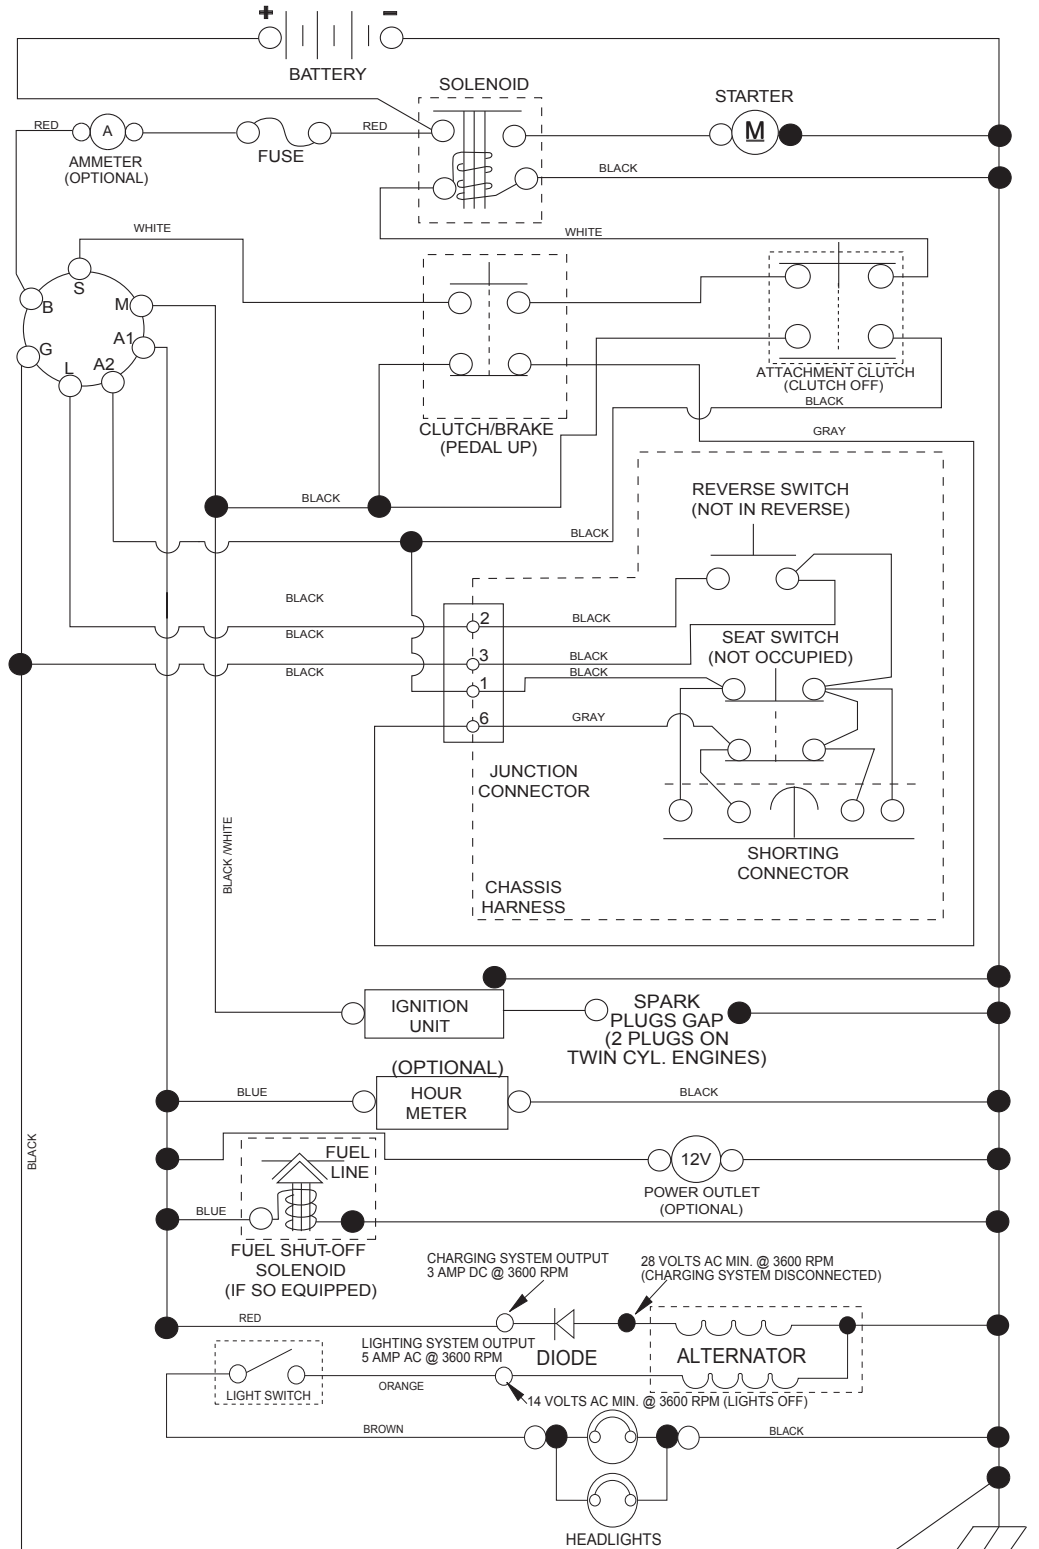 + −
BATTERY
SOLENOID
STARTER
M
RED
A
RED
AMMETER
(OPTIONAL)
FUSE
BLACK
WHITE
WHITE
S
B
M
G
A1
L
A2
ATTACHMENT CLUTCH
(CLUTCH OFF)
BLACK
CLUTCH/BRAKE
(PEDAL UP)
GRAY
REVERSE SWITCH
(NOT IN REVERSE)
BLACK
BLACK
BLACK
2
BLACK
BLACK
SEAT SWITCH
(NOT OCCUPIED)
3
BLACK
BLACK
1
BLACK
6
GRAY
JUNCTION
CONNECTOR
SHORTING
CONNECTOR
CHASSIS
HARNESS
BLACK /WHITE
IGNITION
UNIT
SPARK
PLUGS GAP
(2 PLUGS ON
TWIN CYL. ENGINES)
(OPTIONAL)
HOUR
METER
BLUE
BLACK
BLACK
FUEL
LINE
12V
POWER OUTLET
(OPTIONAL)
BLUE
FUEL SHUT-OFF
SOLENOID
(IF SO EQUIPPED)
CHARGING SYSTEM OUTPUT
3 AMP DC @ 3600 RPM
28 VOLTS AC MIN. @ 3600 RPM
(CHARGING SYSTEM DISCONNECTED)
RED
LIGHTING SYSTEM OUTPUT
5 AMP AC @ 3600 RPM
DIODE
ALTERNATOR
LIGHT SWITCH
ORANGE
14 VOLTS AC MIN. @ 3600 RPM (LIGHTS OFF)
BROWN
BLACK
HEADLIGHTS